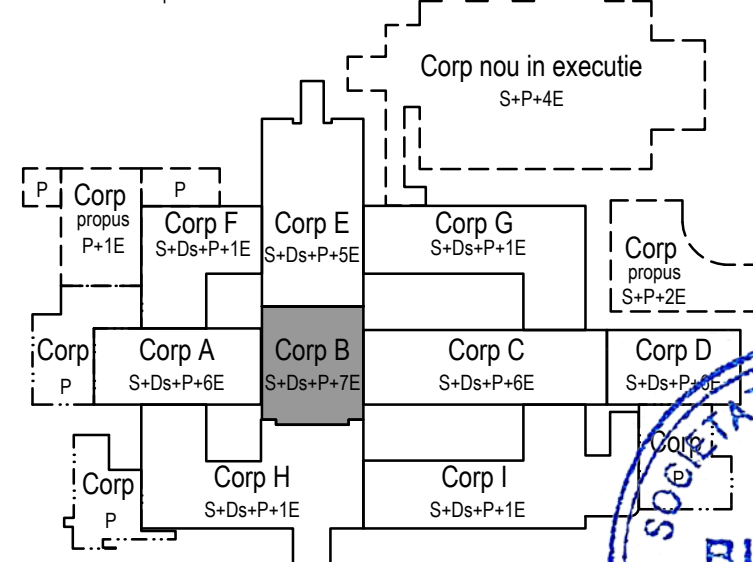 Corp nou in executie
S+P+4E
P
Corp
propus
P+1E
P
Corp F
S+Ds+P+1E
Corp E
S+Ds+P+5E
Corp G
S+Ds+P+1E
Corp
propus
S+P+2E
Corp
P
Corp A
S+Ds+P+6E
Corp B
S+Ds+P+7E
Corp C
S+Ds+P+6E
Corp D
S+Ds+P+6E
Corp
P
Corp
P
Corp H
S+Ds+P+1E
Corp I
S+Ds+P+1E